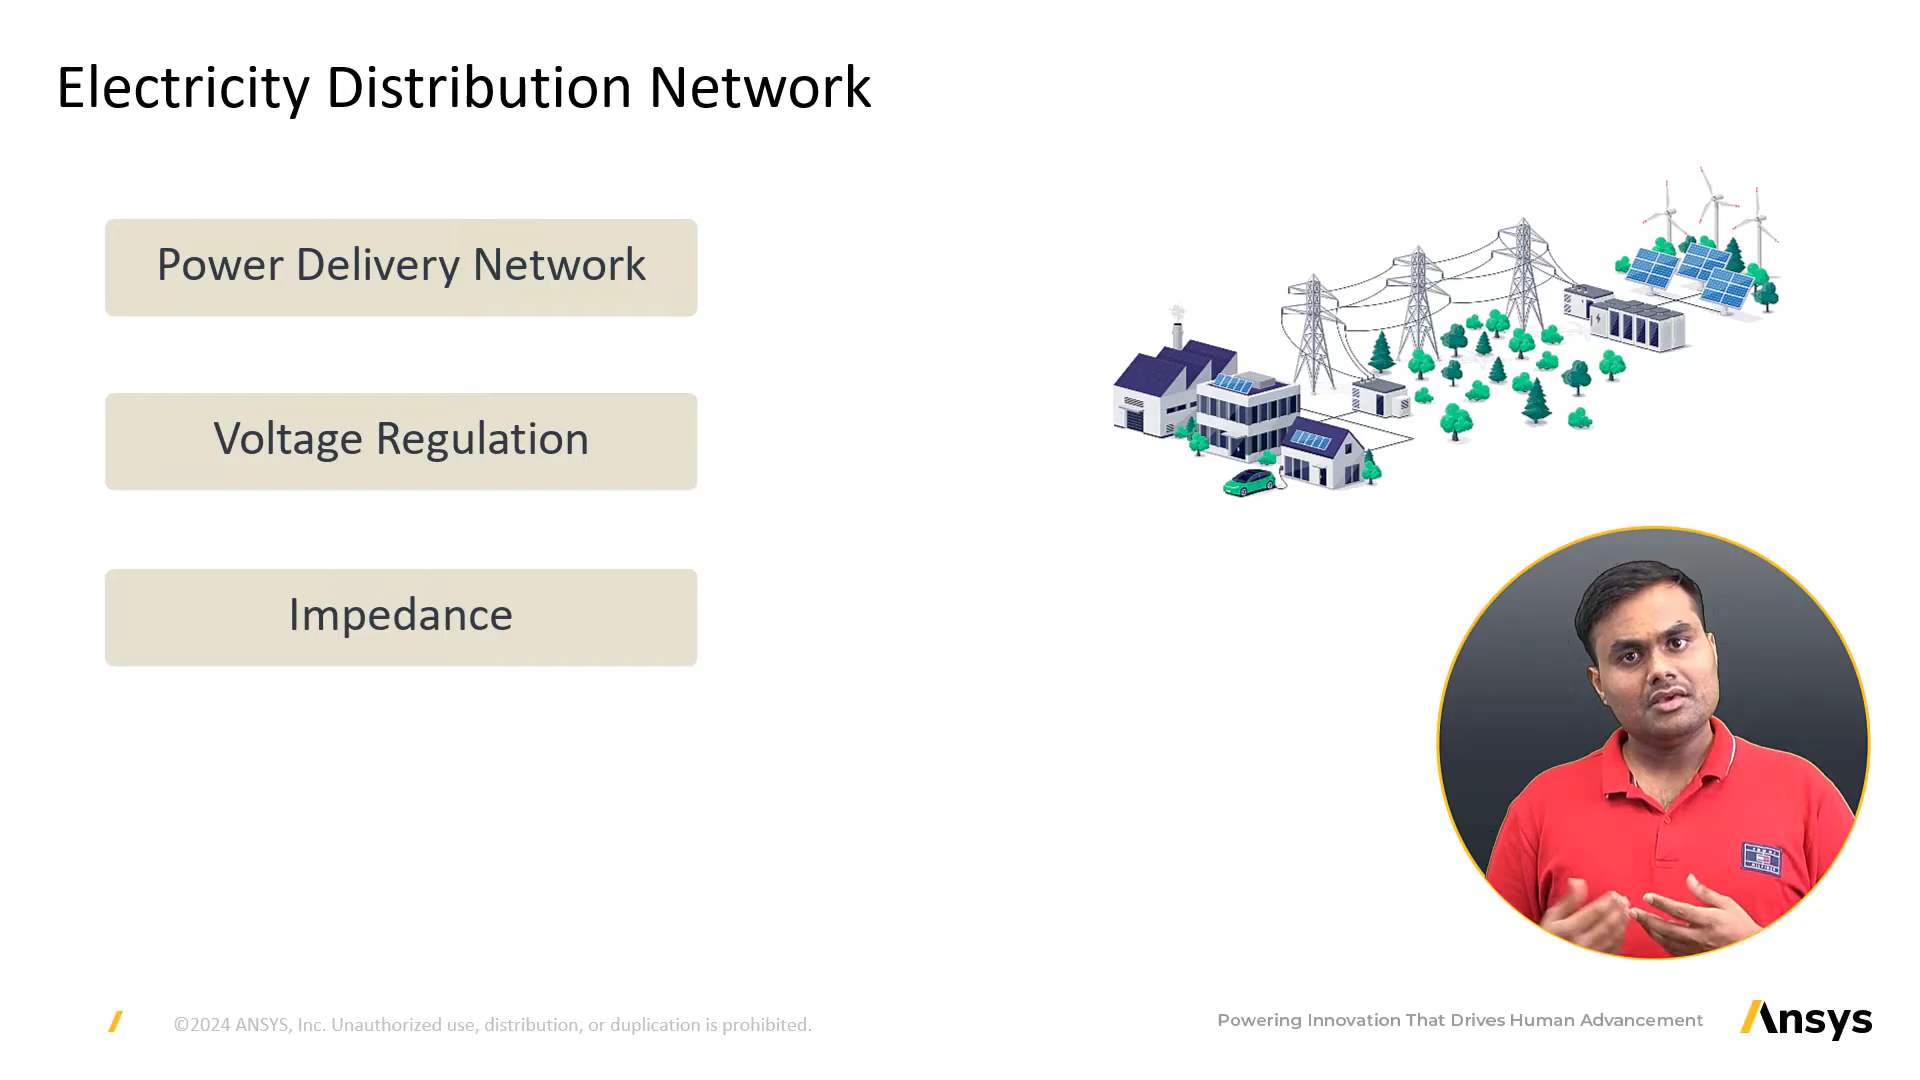 Electricity Distribution Network
Power Delivery Network
Voltage Regulation
Impedance
©2024 ANSYS, Inc. Unauthorized use, distribution, or duplication is prohibited.
Powering Innovation That Drives Human Advancement
Ansys